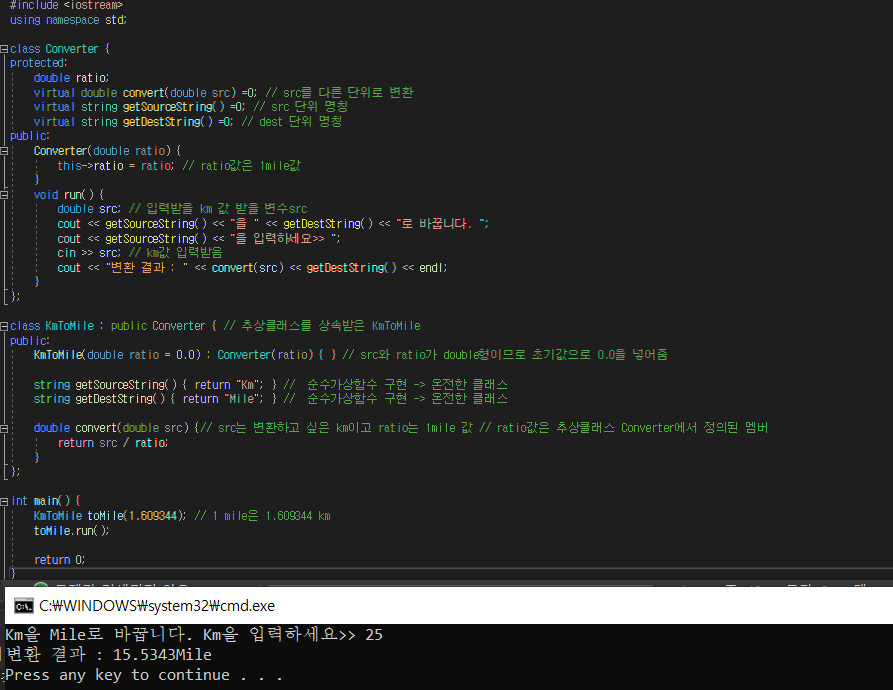 #include <iostream>
using namespace std;
class Converter {
protected:
double ratio;
virtual double convert(double src) =0; // src를 다른 단위로 변환
virtual string getSourceString() =0; // src 단위 명칭
virtual string getDestString() =0; // dest 단위 명칭
public:
Converter(double ratio) {
this->ratio = ratio; // ratio값은 1mile값
}
void run() {
double src; // 입력받을 km 값 받을 변수src
cout << getSourceString() << "을 " << getDestString() << "로 바꿉니다. ";
cout << getSourceString() << "을 입력하세요>> ";
cin >> src; // km값 입력받음
cout << "변환 결과 : " << convert(src) << getDestString() << endl;
}
};
class KmToMile : public Converter { // 추상클래스를 상속받은 KmToMile
public:
KmToMile(double ratio = 0.0) : Converter(ratio) { } // src와 ratio가 double형이므로 초기값으로 0.0을 넣어줌
string getSourceString() { return "Km"; } //  순수가상함수 구현 -> 온전한 클래스
string getDestString() { return "Mile"; } //  순수가상함수 구현 -> 온전한 클래스
double convert(double src) {// src는 변환하고 싶은 km이고 ratio는 1mile 값 // ratio값은 추상클래스 Converter에서 정의된 멤버
return src / ratio;
}
};
int main() {
KmToMile toMile(1.609344); // 1 mile은 1.609344 km
toMile.run();
return 0;
}
C:₩WINDOWS₩system32₩cmd.exe
Km을 Mile로 바꿉니다. Km을 입력하세요>> 25
변환 결과 : 15.5343Mile
Press any key to continue . . .